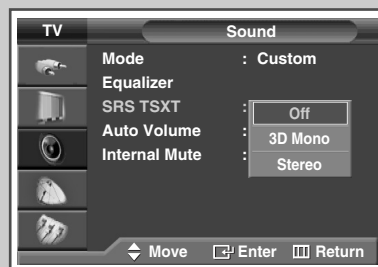 TV Sound
Mode : Custom
Equalizer
SRS TSXT : Off
3D Mono
Auto Volume :
Internal Mute : Stereo
Move Enter Return